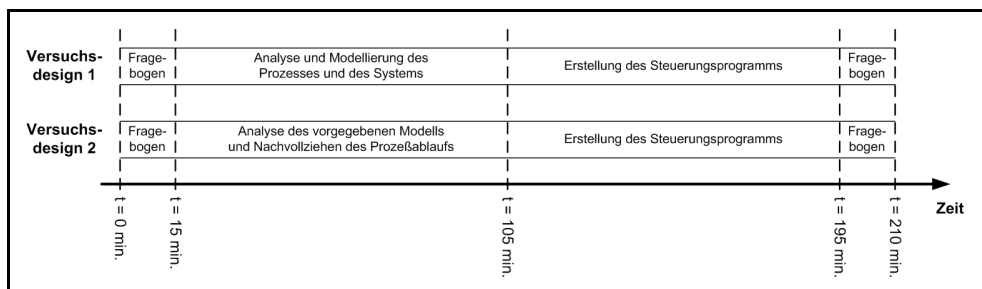 Versuchs-
design 1
Frage-
bogen
Analyse und Modellierung des
Prozesses und des Systems
Erstellung des Steuerungsprogramms
Frage-
bogen
Versuchs-
design 2
Frage-
bogen
Analyse des vorgegebenen Modells
und Nachvollziehen des Prozeßablaufs
Erstellung des Steuerungsprogramms
Frage-
bogen
Zeit
t = 0 min.
t = 15 min.
t = 105 min.
t = 195 min.
t = 210 min.